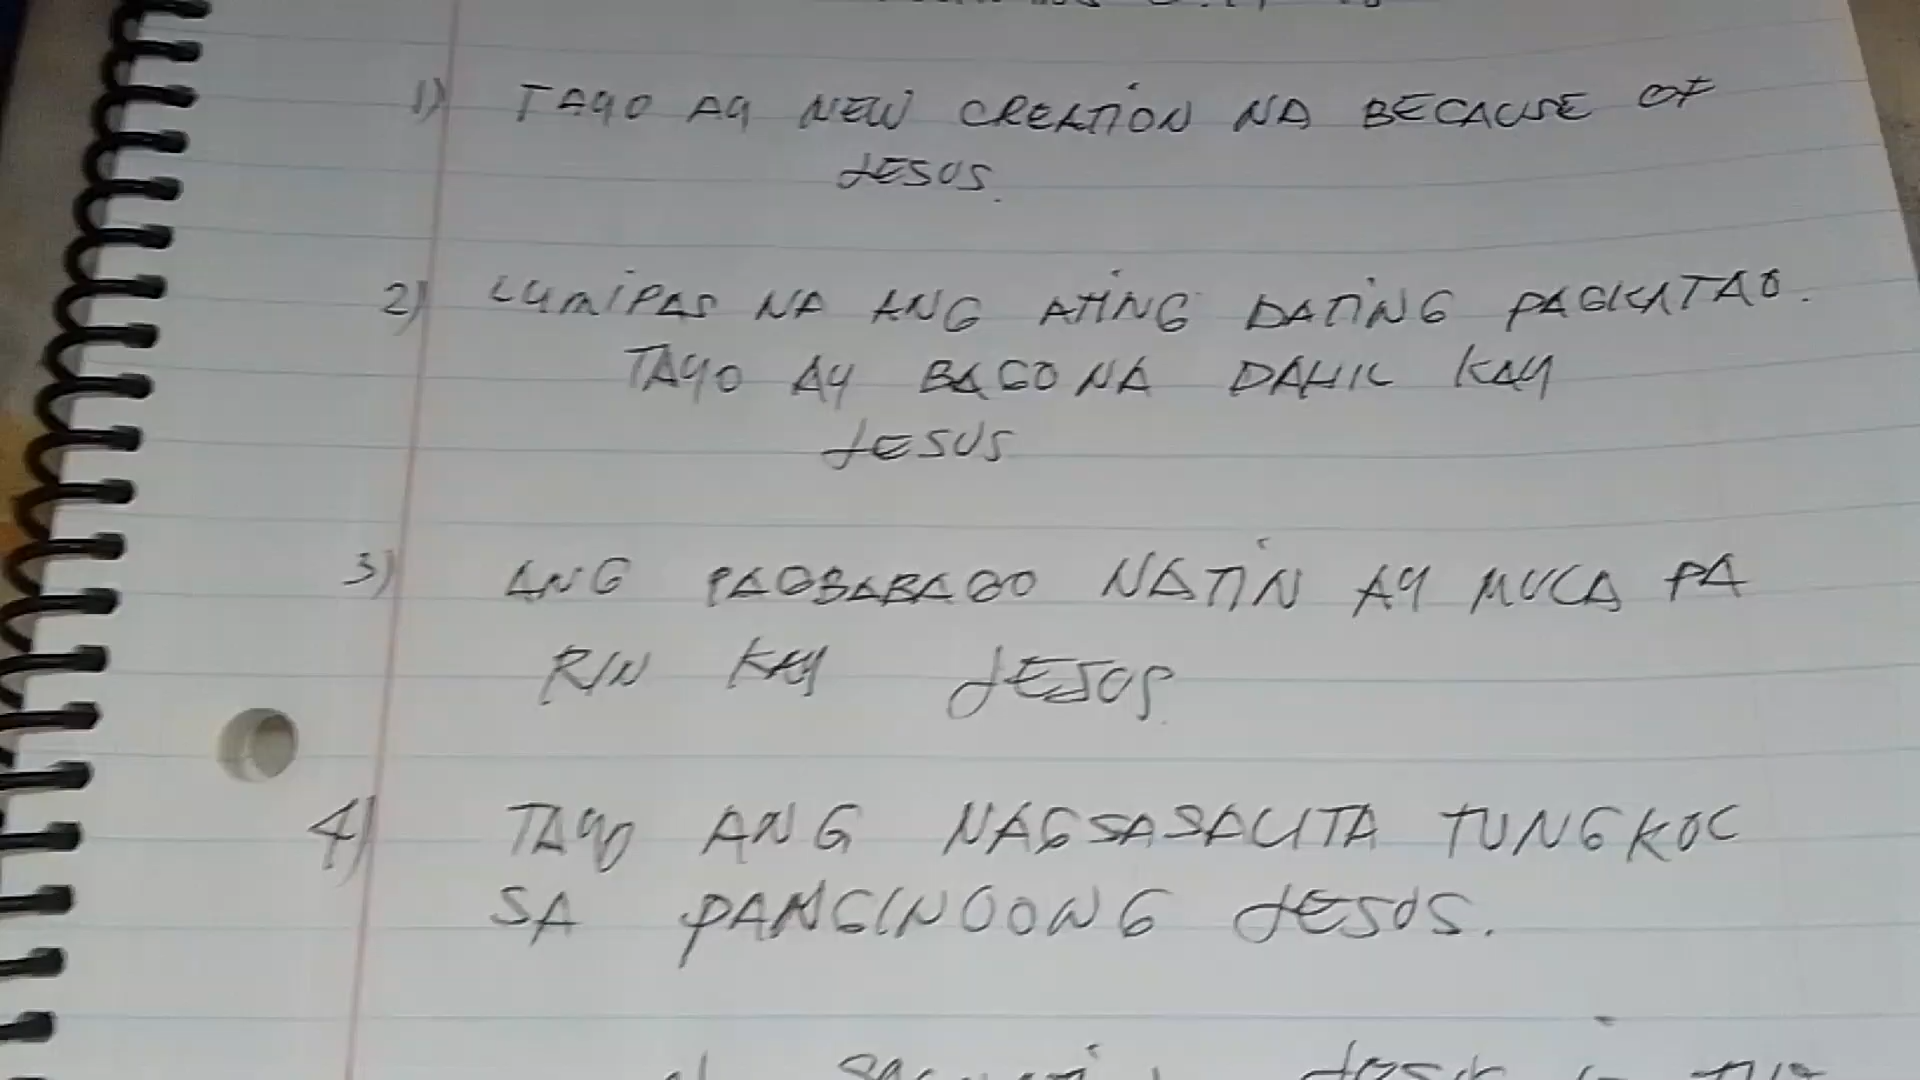 1) TAYO AY NEW CREATION NA BECAUSE OF
JESUS.
2) LUMIPAS NA ANG ATING DATING PAGKATAO.
TAYO AY BAGO NA DAHIL KAY
JESUS
3) ANG PAGBABAGO NATIN AY MULA PA
RIN KAY JESUS.
4) TAYO ANG NAGSASALITA TUNGKOL
SA PANGINOONG JESUS.